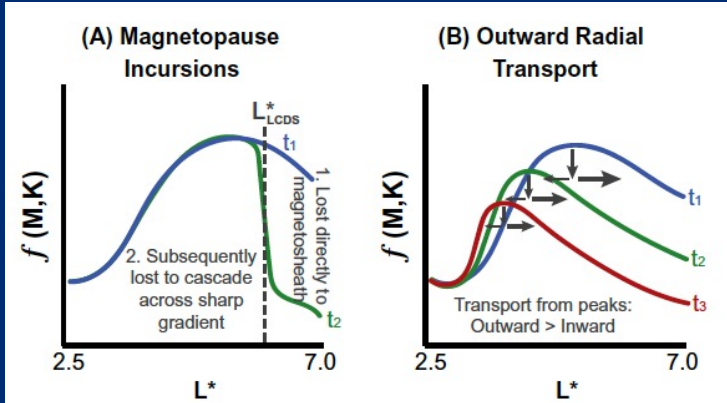 (A) Magnetopause
Incursions
L*LCDS
t1
1. Lost directly to
magnetosheath
2. Subsequently
lost to cascade
across sharp
gradient
t2
f (M,K)
2.5
7.0
L*
(B) Outward Radial
Transport
t1
t2
t3
Transport from peaks:
Outward > Inward
f (M,K)
2.5
7.0
L*